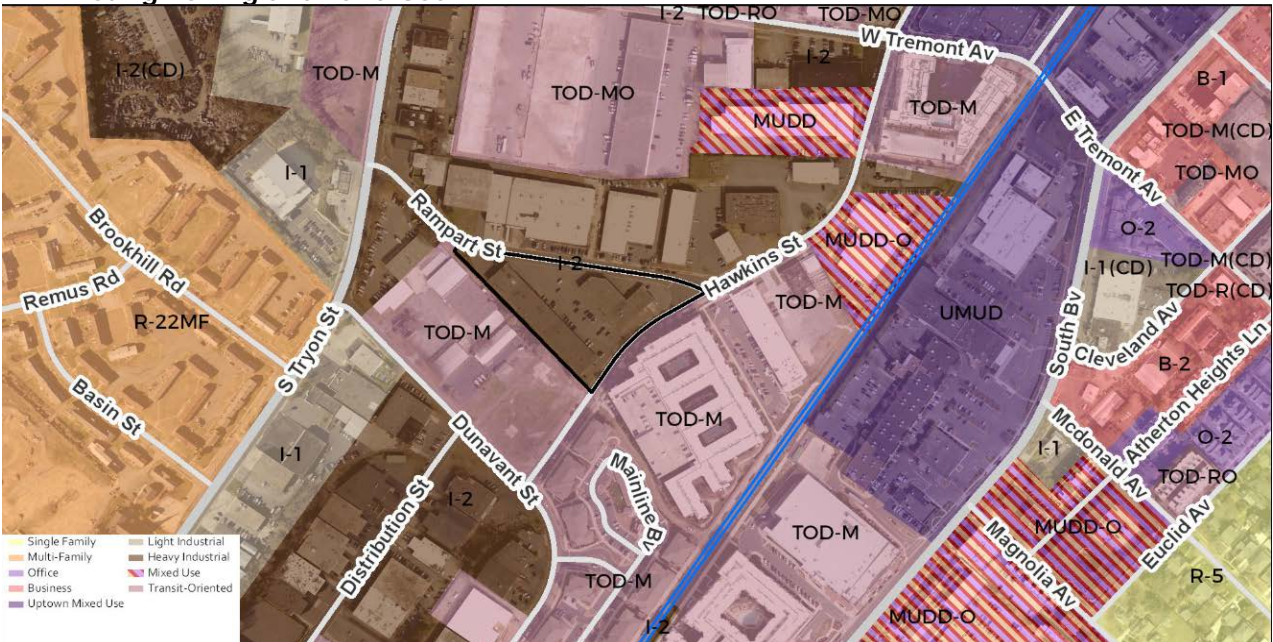 I-2 TOD-RO TOD-MO
W Tremont Av
I-2(CD)
TOD-M
I-2
TOD-MO
TOD-M
B-1
MUDD
TOD-M(CD)
E Tremont Av
TOD-MO
I-1
Rampart St
Brookhill Rd
O-2
MUDD-O
I-2
Hawkins St
I-1(CD)
TOD-M(CD)
TOD-R(CD)
Remus Rd
R-22MF
TOD-M
TOD-M
UMUD
South Bv
Cleveland Av
S Tryon St
B-2
Atherton Heights Ln
Basin St
TOD-M
Mcdonald Av
O-2
I-1
Dunavant St
I-1
Mainline Bv
TOD-RO
I-2
Distribution St
TOD-M
MUDD-O
Euclid Av
Magnolia Av
TOD-M
R-5
MUDD-O
I-2
Single Family
Multi-Family
Office
Business
Uptown Mixed Use
Light Industrial
Heavy Industrial
Mixed Use
Transit-Oriented